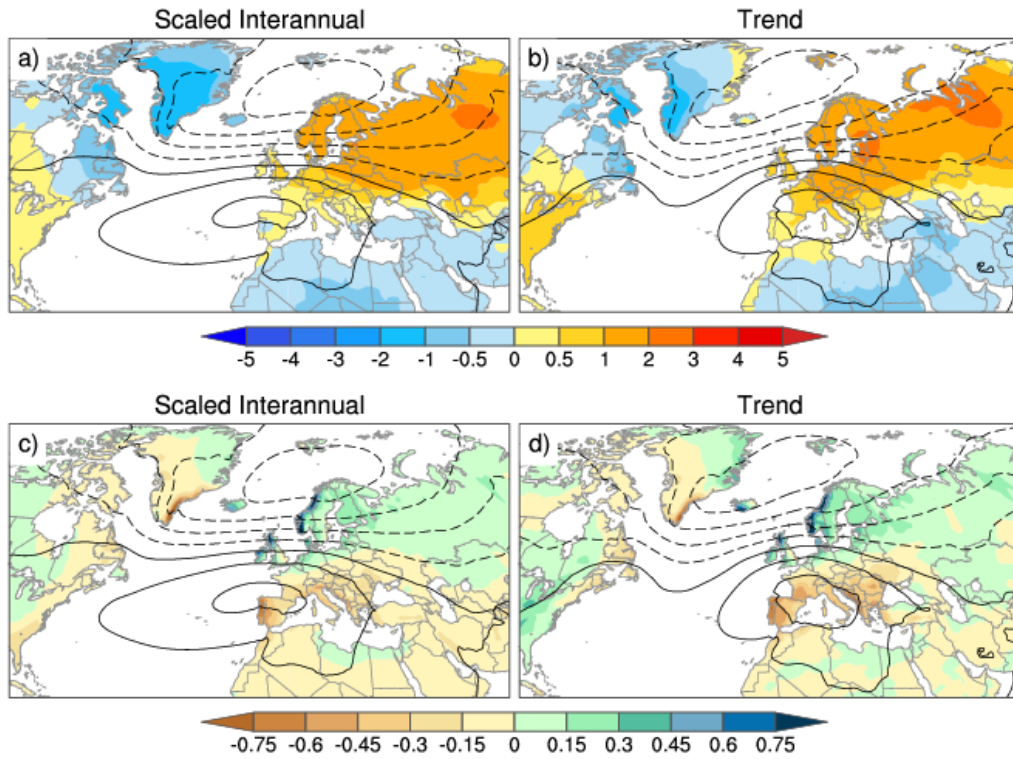 Scaled Interannual Trend
a) b)
-5 -4 -3 -2 -1 -0.5 0 0.5 1 2 3 4 5
Scaled Interannual Trend
c) d)
-0.75 -0.6 -0.45 -0.3 -0.15 0 0.15 0.3 0.45 0.6 0.75